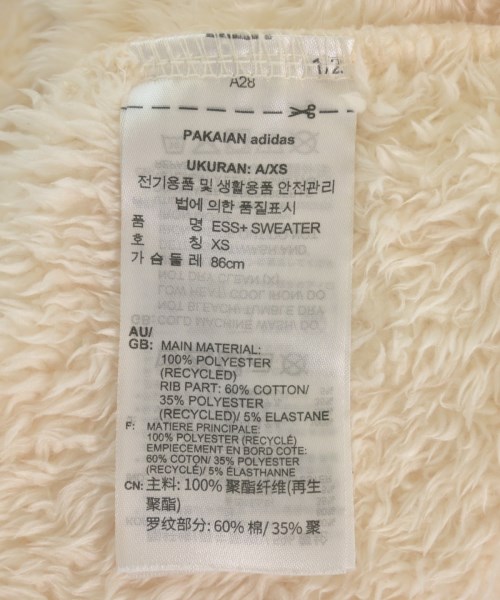 1/2
A28
PAKAIAN adidas
UKURAN: A/XS
전기용품 및 생활용품 안전관리
법에 의한 품질표시
품 명 ESS+ SWEATER
호 칭 XS
가 슴 둘 레 86cm
AU/
GB: MAIN MATERIAL:
100% POLYESTER
(RECYCLED)
RIB PART: 60% COTTON/
35% POLYESTER
(RECYCLED)/ 5% ELASTANE
F: MATIERE PRINCIPALE:
100% POLYESTER (RECYCLÉ)
EMPIECEMENT EN BORD COTE:
60% COTON/ 35% POLYESTER
(RECYCLÉ)/ 5% ÉLASTHANNE
CN: 主料: 100% 聚酯纤维(再生
聚酯)
罗纹部分: 60% 棉/ 35% 聚